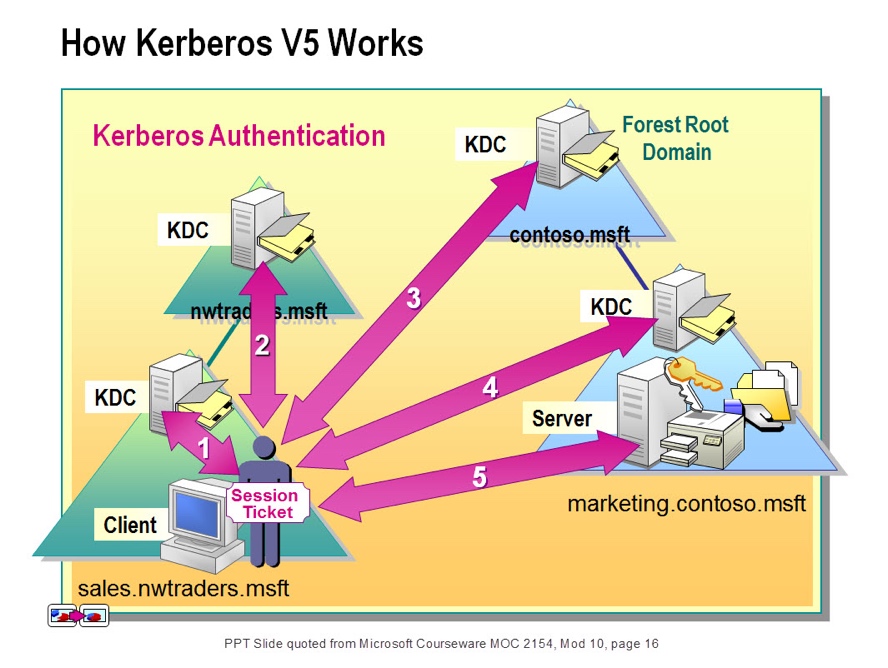 How Kerberos V5 Works
Kerberos Authentication
KDC
Forest Root
Domain
contoso.msft
KDC
nwtraders.msft
KDC
KDC
1
2
3
4
5
Server
Session
Ticket
Client
marketing.contoso.msft
sales.nwtraders.msft
PPT Slide quoted from Microsoft Courseware MOC 2154, Mod 10, page 16